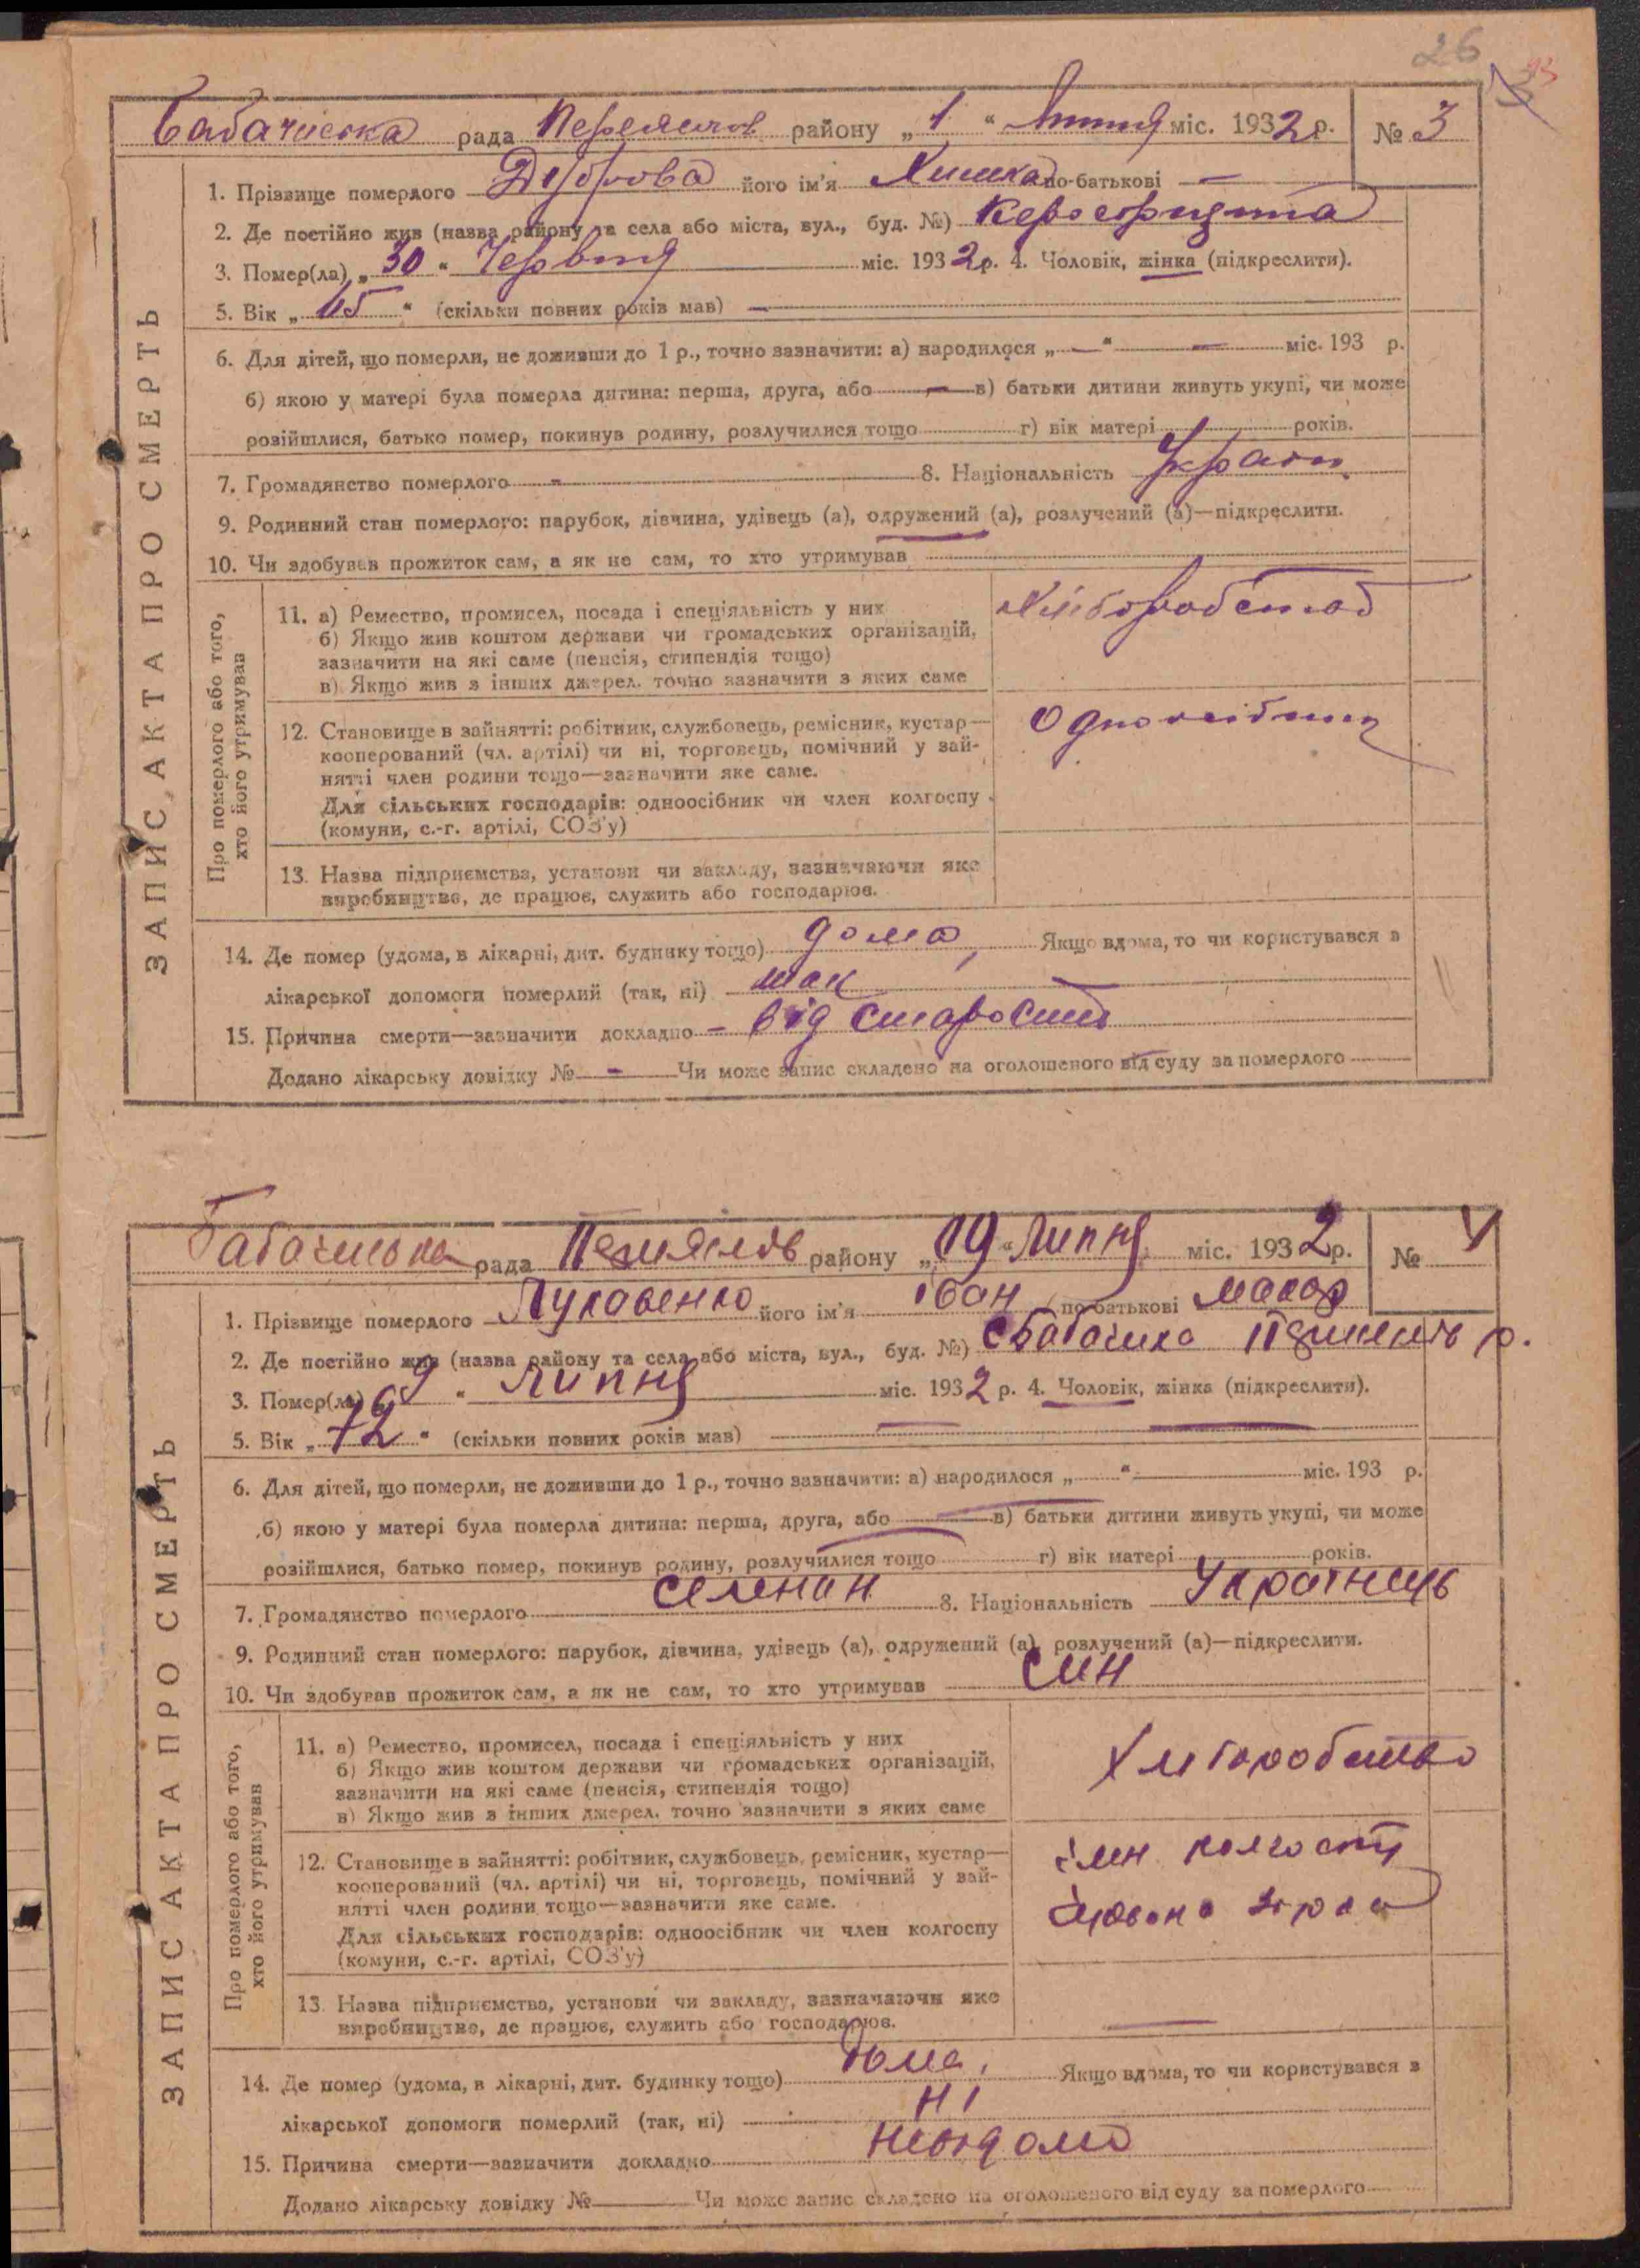 26
ЗАПИС АКТА ПРО СМЕРТЬ
Бабачиська рада Переяслов району „1“ Липня міс. 1932 р. № 3
1. Прізвище померлого Діброва його ім'я по-батькові —
2. Де постійно жив (назва району та села або міста, вул., буд. №)
3. Помер(ла) „30“ Червня міс. 1932 р. 4. Чоловік, жінка (підкреслити).
5. Вік (скільки повних років мав) —
6. Для дітей, що померли, не доживши до 1 р., точно зазначити: а) народилося „—“ — міс. 193 р.
б) якою у матері була померла дитина: перша, друга, або — в) батьки дитини живуть укупі, чи може
розійшлися, батько помер, покинув родину, розлучилися тощо г) вік матері років.
7. Громадянство померлого - 8. Національність Україн
9. Родинний стан померлого: парубок, дівчина, удівець (а), одружений (а), розлучений (а)—підкреслити.
10. Чи здобував прожиток сам, а як не сам, то хто утримував
Про померлого або того,
хто його утримував
11. а) Ремество, промисел, посада і спеціяльність у них
б) Якщо жив коштом держави чи громадських організацій,
зазначити на які саме (пенсія, стипендія тощо)
в) Якщо жив з інших джерел, точно зазначити з яких саме
12. Становище в зайнятті: робітник, службовець, ремісник, кустар—
кооперований (чл. артілі) чи ні, торговець, помічний у зай-
нятті член родини тощо—зазначити яке саме.
Для сільських господарів: одноосібник чи член колгоспу
(комуни, с.-г. артілі, СОЗ'у)
Одноосібниц
13. Назва підприємства, установи чи закладу, зазначаючи яке
виробництво, де працює, служить або господарює.
14. Де помер (удома, в лікарні, дит. будинку тощо) дома, Якщо вдома, то чи користувався з
лікарської допомоги померлий (так, ні) так
15. Причина смерти—зазначити докладно - від старости
Додано лікарську довідку № - Чи може запис складено на оголошеного від суду за померлого
ЗАПИС АКТА ПРО СМЕРТЬ
рада району „19“ Липня міс. 1932 р. №
1. Прізвище померлого Луковенко його ім'я Іван по-батькові Макар
2. Де постійно жив (назва району та села або міста, вул., буд. №)
3. Помер(ла) Липня міс. 1932 р. 4. Чоловік, жінка (підкреслити).
5. Вік „72“ (скільки повних років мав)
6. Для дітей, що померли, не доживши до 1 р., точно зазначити: а) народилося „ “ міс. 193 р.
б) якою у матері була померла дитина: перша, друга, або в) батьки дитини живуть укупі, чи може
розійшлися, батько помер, покинув родину, розлучилися тощо г) вік матері років.
7. Громадянство померлого селенин 8. Національність Українець
9. Родинний стан померлого: парубок, дівчина, удівець (а), одружений (а), розлучений (а)—підкреслити.
10. Чи здобував прожиток сам, а як не сам, то хто утримував син
Про померлого або того,
хто його утримував
11. а) Ремество, промисел, посада і спеціяльність у них
б) Якщо жив коштом держави чи громадських організацій,
зазначити на які саме (пенсія, стипендія тощо)
в) Якщо жив з інших джерел, точно зазначити з яких саме
Хліборобство
12. Становище в зайнятті: робітник, службовець, ремісник, кустар—
кооперований (чл. артілі) чи ні, торговець, помічний у зай-
нятті член родини тощо—зазначити яке саме.
Для сільських господарів: одноосібник чи член колгоспу
(комуни, с.-г. артілі, СОЗ'у)
член колгоспу
13. Назва підприємства, установи чи закладу, зазначаючи яке
виробництво, де працює, служить або господарює.
14. Де помер (удома, в лікарні, дит. будинку тощо) дома, Якщо вдома, то чи користувався з
лікарської допомоги померлий (так, ні) ні
15. Причина смерти—зазначити докладно невідомо
Додано лікарську довідку № Чи може запис складено на оголошеного від суду за померлого